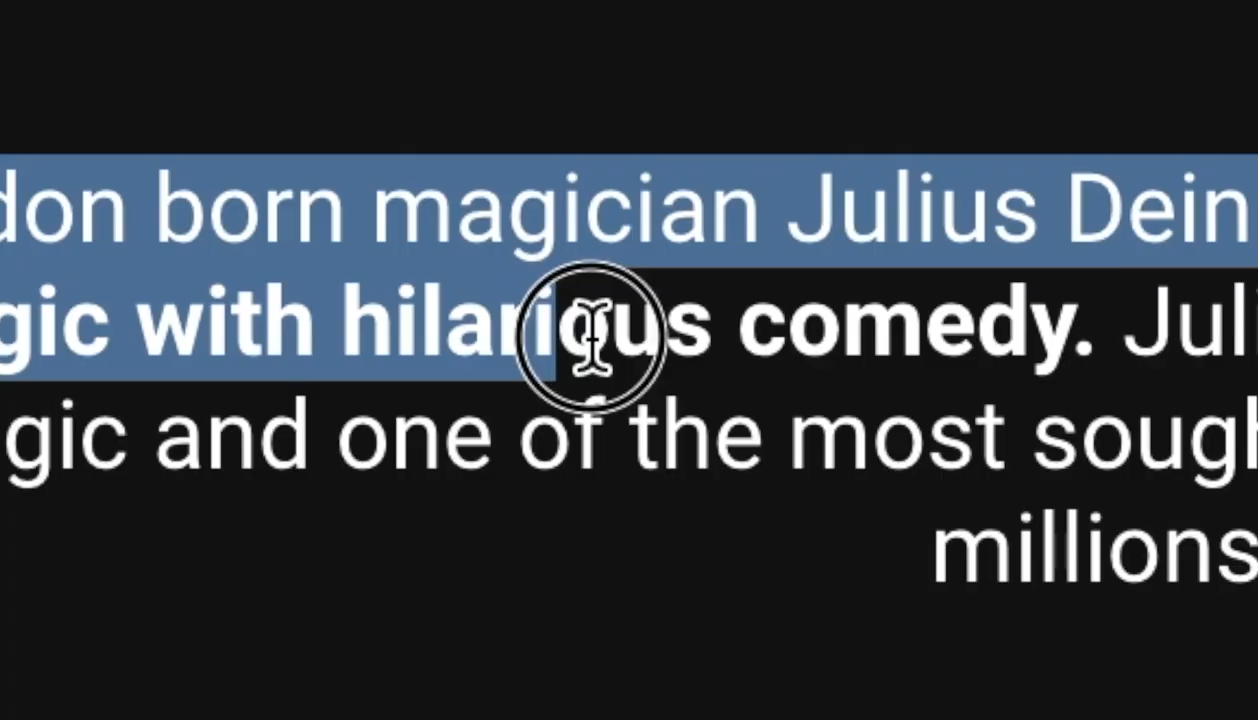 don born magician Julius Dein
gic with hilarious comedy. Juli
gic and one of the most sough
millions